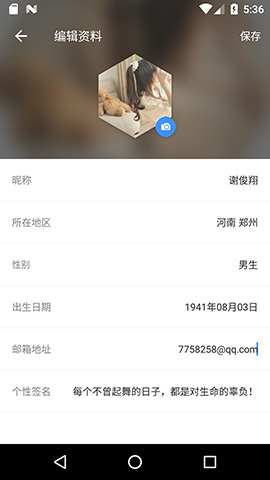 5:36
编辑资料 保存
昵称 谢俊翔
所在地区 河南 郑州
性别 男生
出生日期 1941年08月03日
邮箱地址 7758258@qq.com
个性签名 每个不曾起舞的日子，都是对生命的辜负！